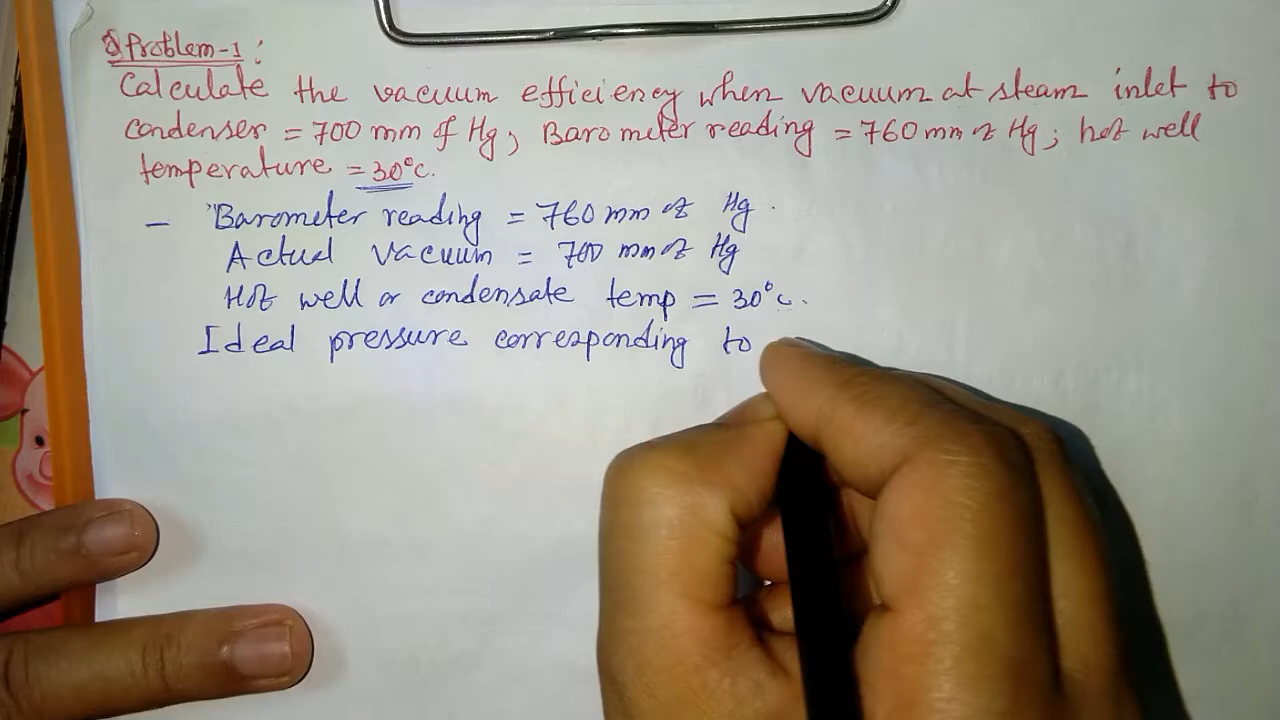 Problem-1:
Calculate the vacuum efficiency when vacuum at steam inlet to
condenser = 700 mm of Hg; Barometer reading = 760 mm of Hg; hot well
temperature = 30°c.
- Barometer reading = 760 mm of Hg.
Actual vacuum = 700 mm of Hg
Hot well or condensate temp = 30°c.
Ideal pressure corresponding to